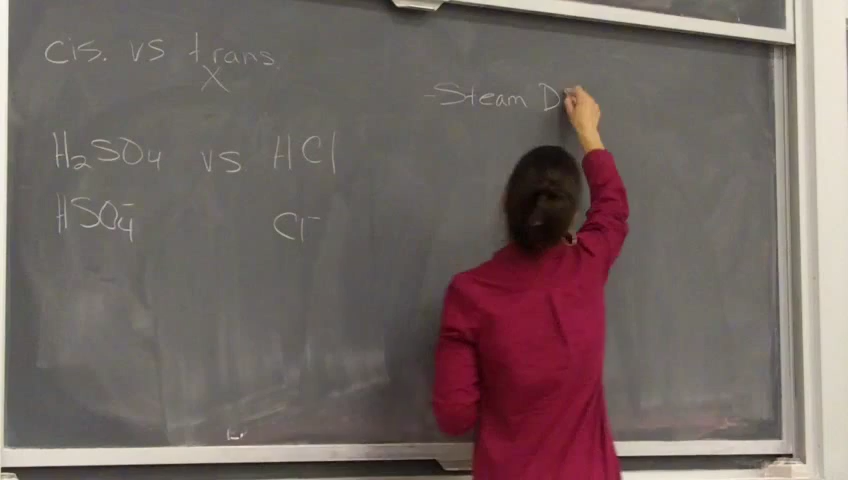 cis. vs trans.
X
H₂SO₄ vs HCl
HSO₄⁻ Cl⁻
-Steam D